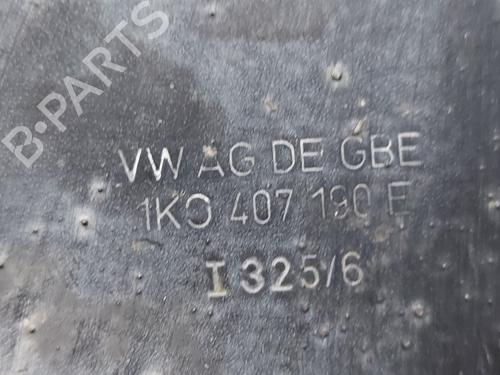 B-PARTS
VW AG DE GBE
1K0 407 190 E
I 325/6